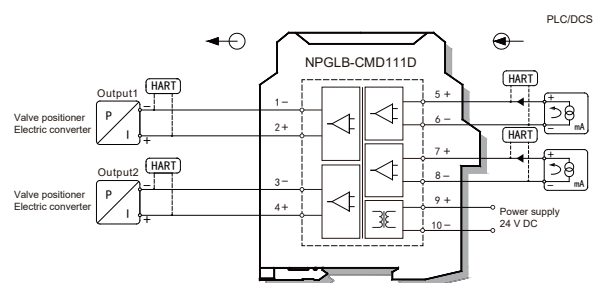 PLC/DCS
NPGLB-CMD111D
HART
Output1
P
I
−
+
Valve positioner
Electric converter
1 −
2 +
HART
Output2
P
I
−
+
Valve positioner
Electric converter
3 −
4 +
5 +
6 −
HART
+
−
mA
7 +
8 −
HART
+
−
mA
9 +
10 −
Power supply
24 V DC